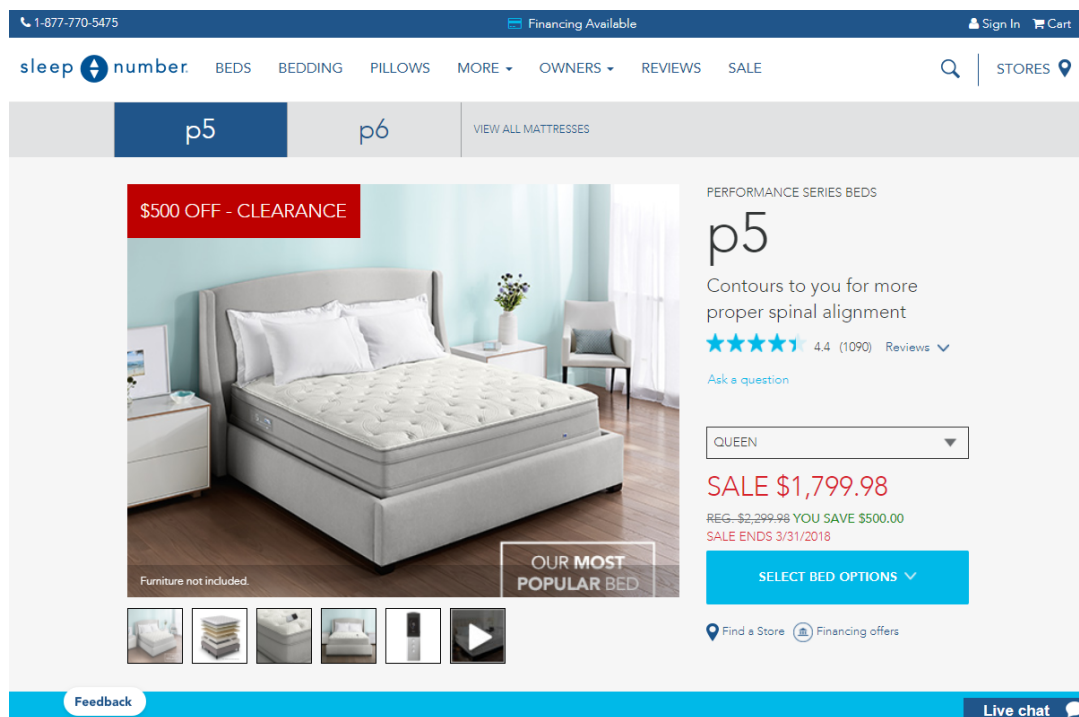 1-877-770-5475
Financing Available
Sign In
Cart
sleep number.
BEDS
BEDDING
PILLOWS
MORE
OWNERS
REVIEWS
SALE
STORES
p5
p6
VIEW ALL MATTRESSES
$500 OFF - CLEARANCE
Furniture not included.
OUR MOST
POPULAR BED
PERFORMANCE SERIES BEDS
p5
Contours to you for more
proper spinal alignment
4.4 (1090) Reviews
Ask a question
QUEEN
SALE $1,799.98
REG. $2,299.98 YOU SAVE $500.00
SALE ENDS 3/31/2018
SELECT BED OPTIONS
Find a Store
Financing offers
Feedback
Live chat